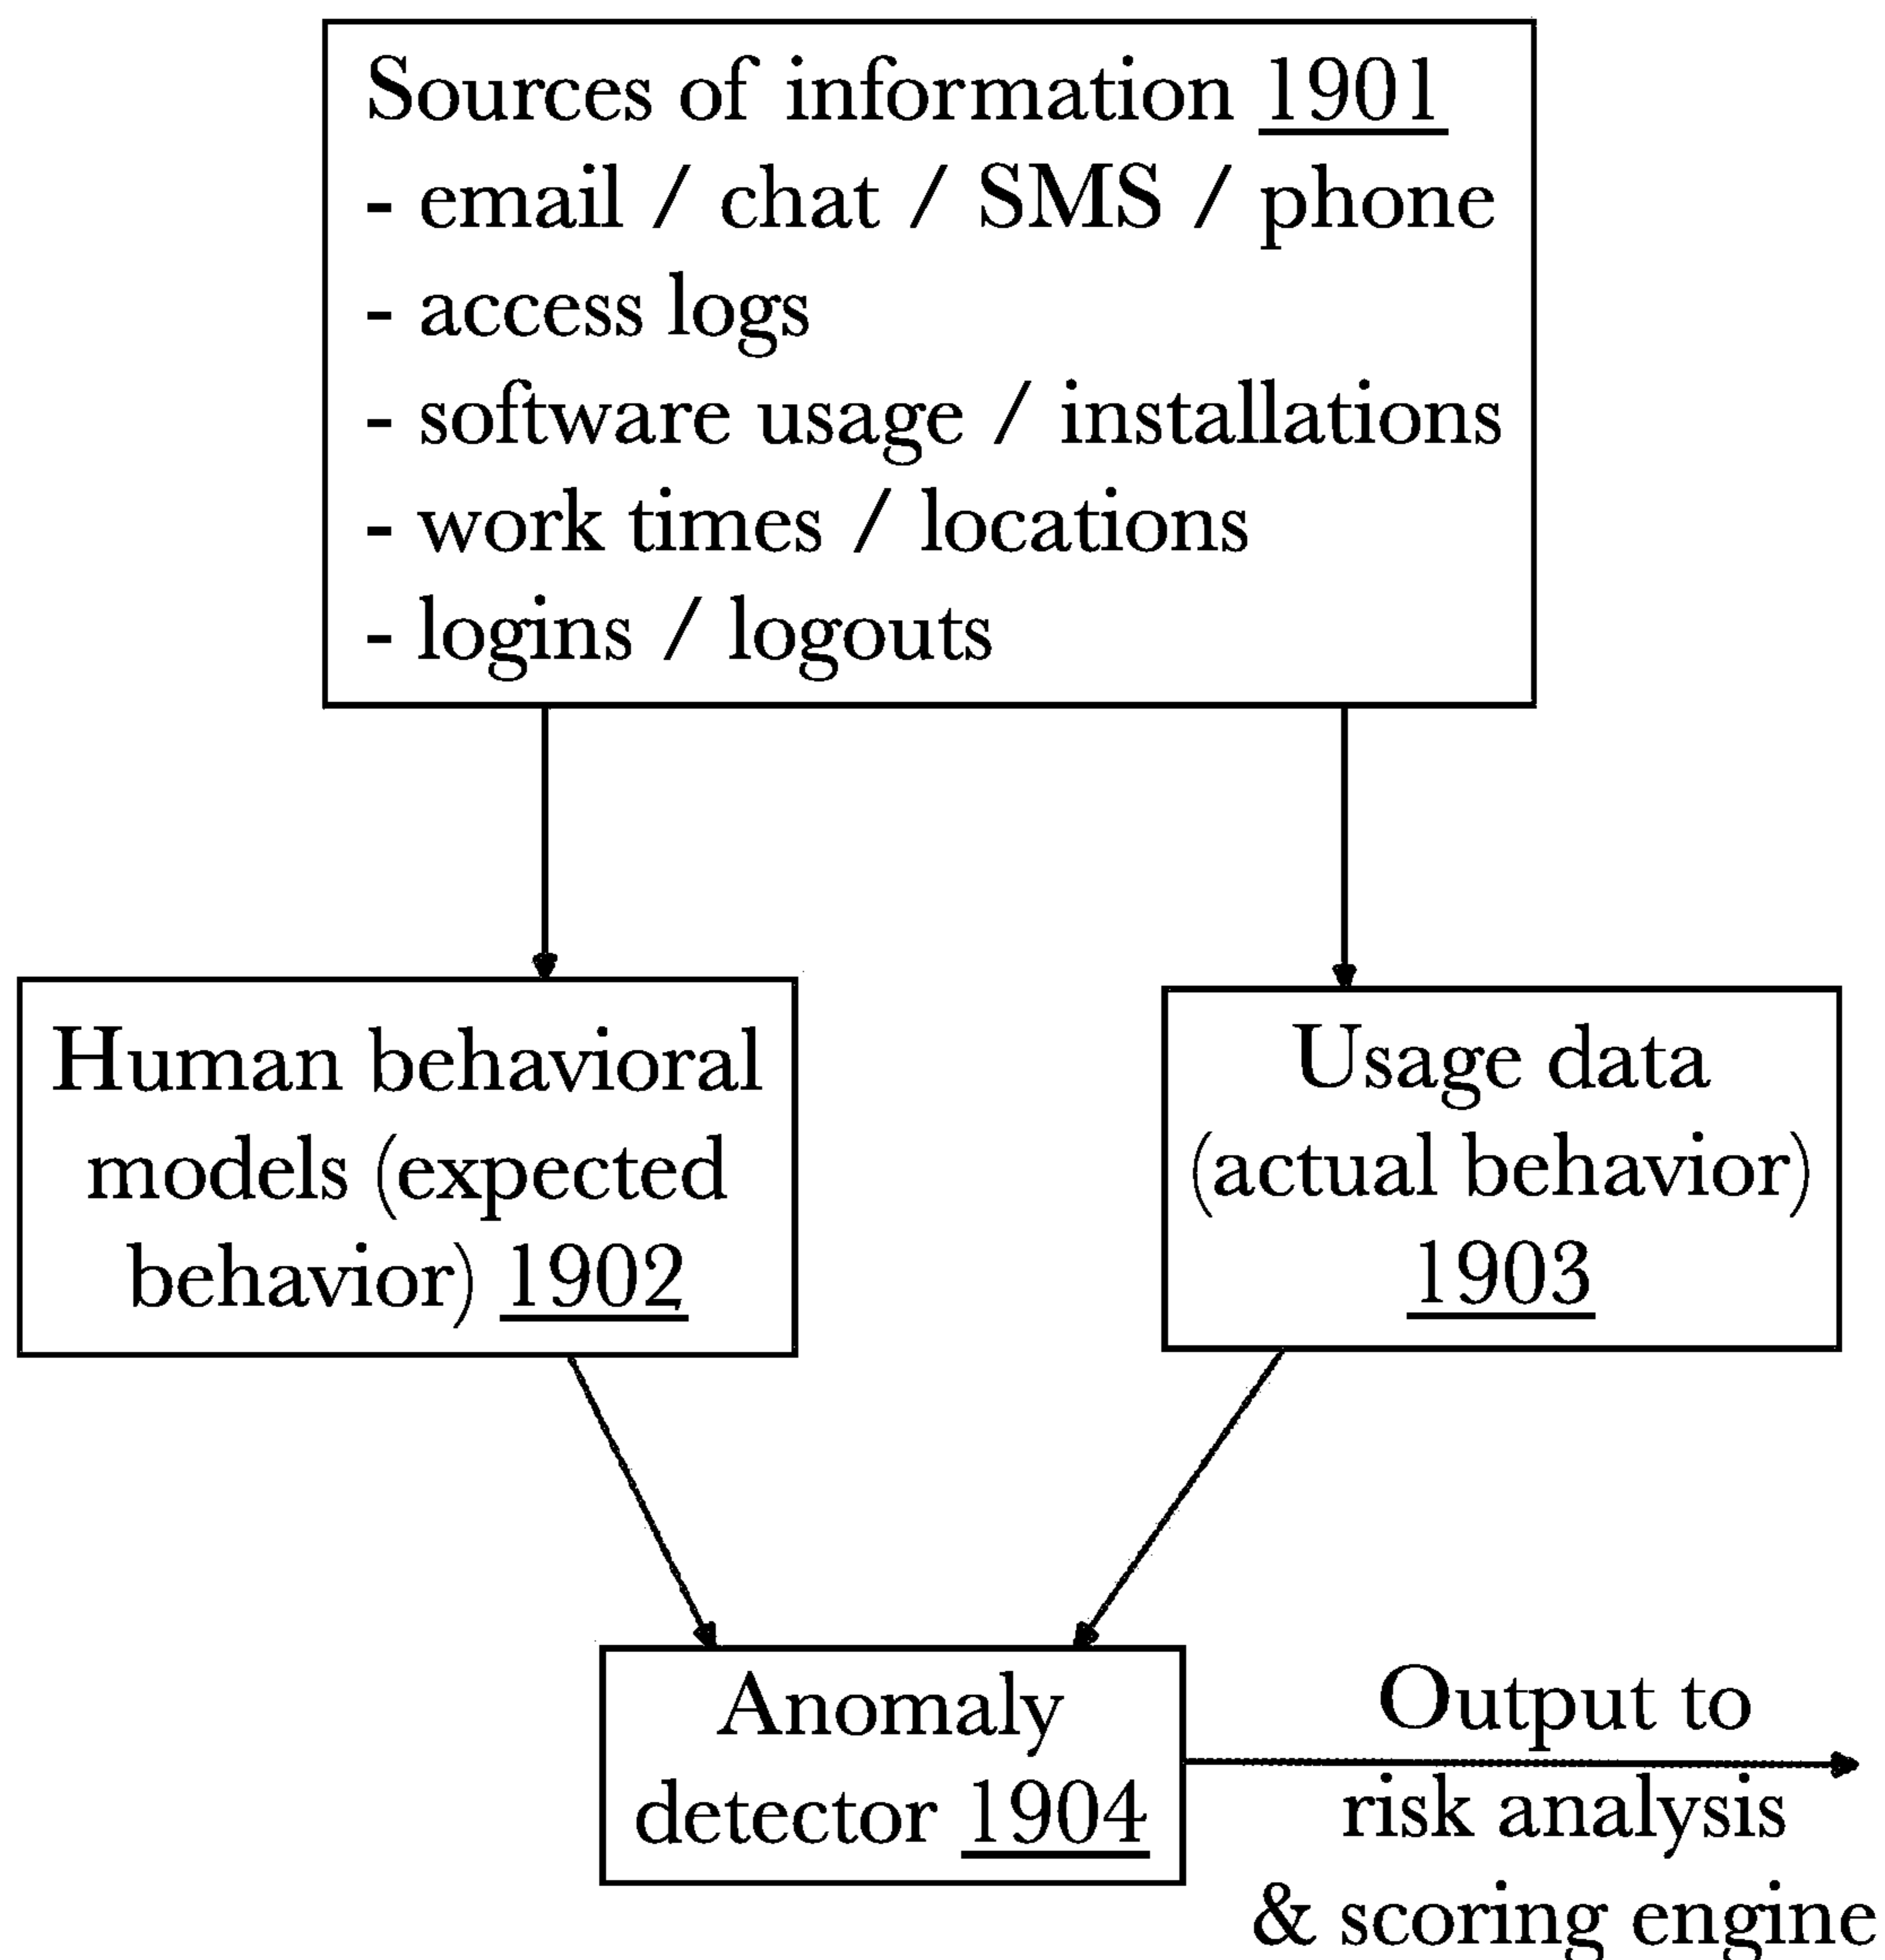 Sources of information 1901
- email / chat / SMS / phone
- access logs
- software usage / installations
- work times / locations
- logins / logouts
Human behavioral
models (expected
behavior) 1902
Usage data
(actual behavior)
1903
Anomaly
detector 1904
Output to
risk analysis
& scoring engine